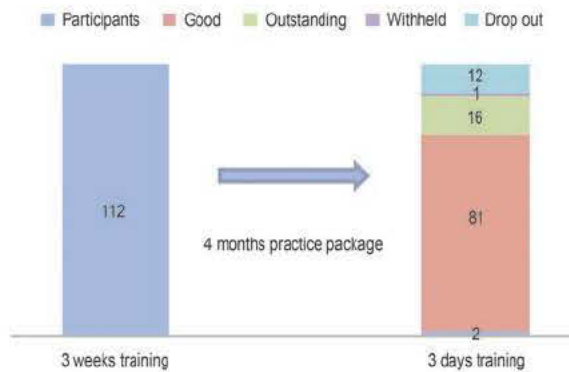 Participants Good Outstanding Withheld Drop out
12
1
16
112
81
4 months practice package
2
3 weeks training 3 days training